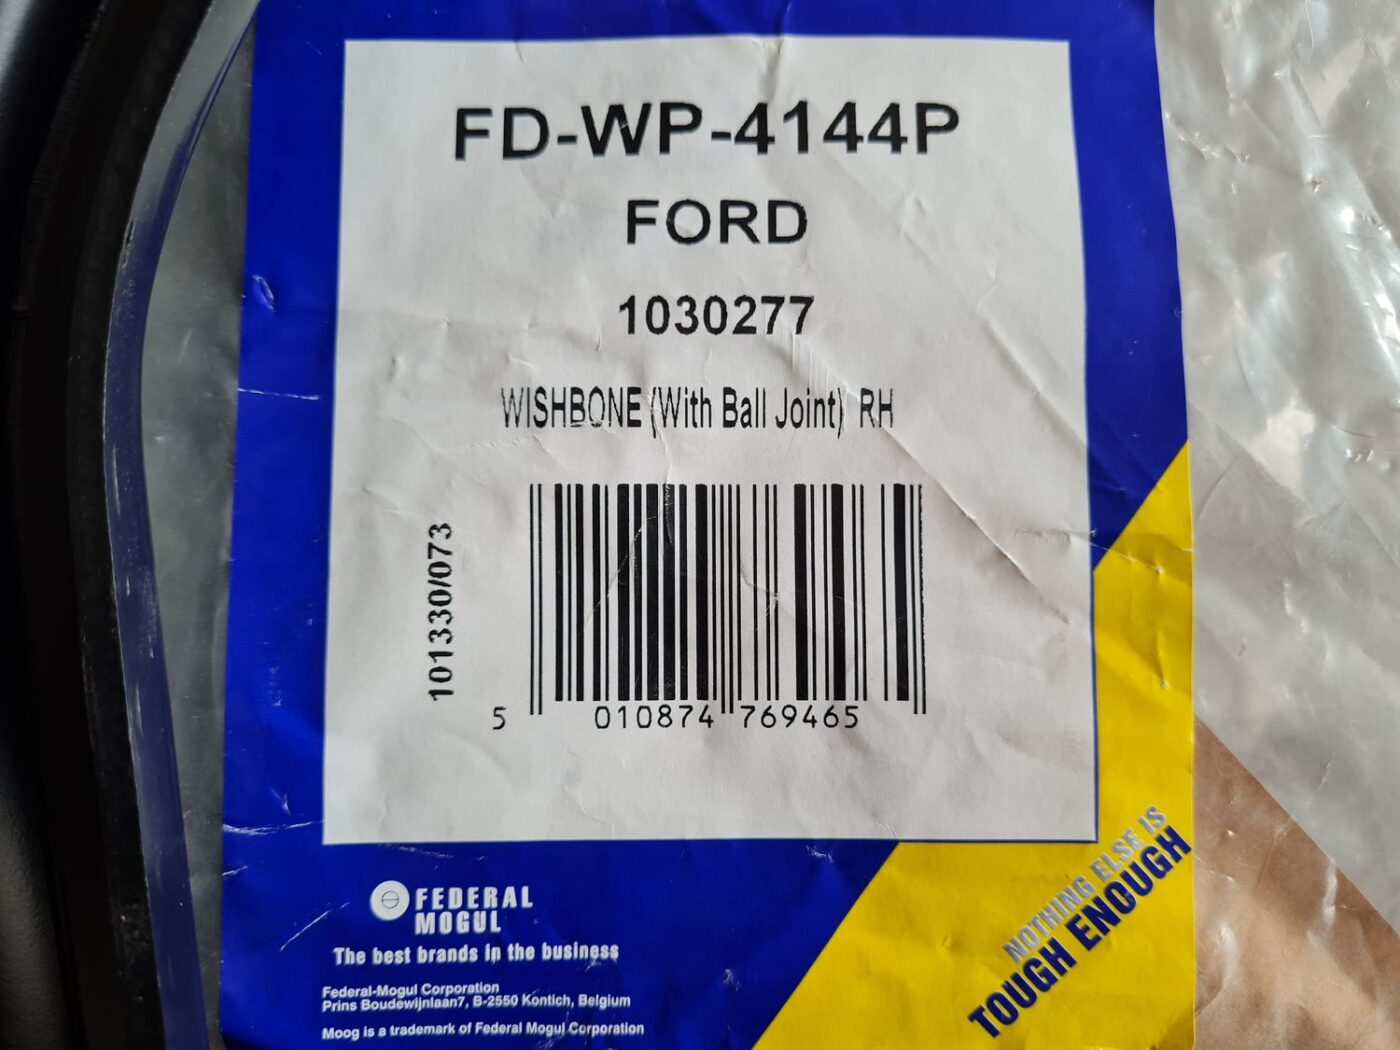 FD-WP-4144P
FORD
1030277
WISHBONE (With Ball Joint) RH
101330/073
5 010874 769465
FEDERAL
MOGUL
The best brands in the business
Federal-Mogul Corporation
Prins Boudewijnlaan7, B-2550 Kontich, Belgium
Moog is a trademark of Federal Mogul Corporation
NOTHING ELSE IS
TOUGH ENOUGH